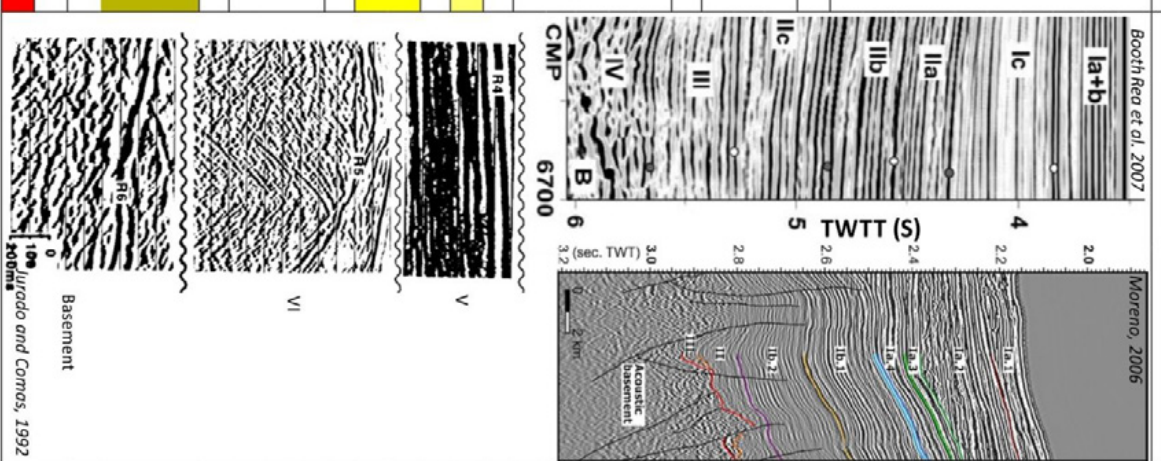 Booth Rea et al. 2007
Ia+b
Ic
IIa
IIb
IIc
III
IV
B
4
5
6
TWTT (S)
CMP 6700
Moreno, 2006
2.0
2.2
2.4
2.6
2.8
3.0
3.2 (sec. TWT)
Ia.1
Ia.2
Ia.3
Ia.4
Ib.1
Ib.2
II
III
Acoustic
basement
0 2 km
R4
V
R5
VI
R6
Basement
0
100
200ms
Jurado and Comas, 1992